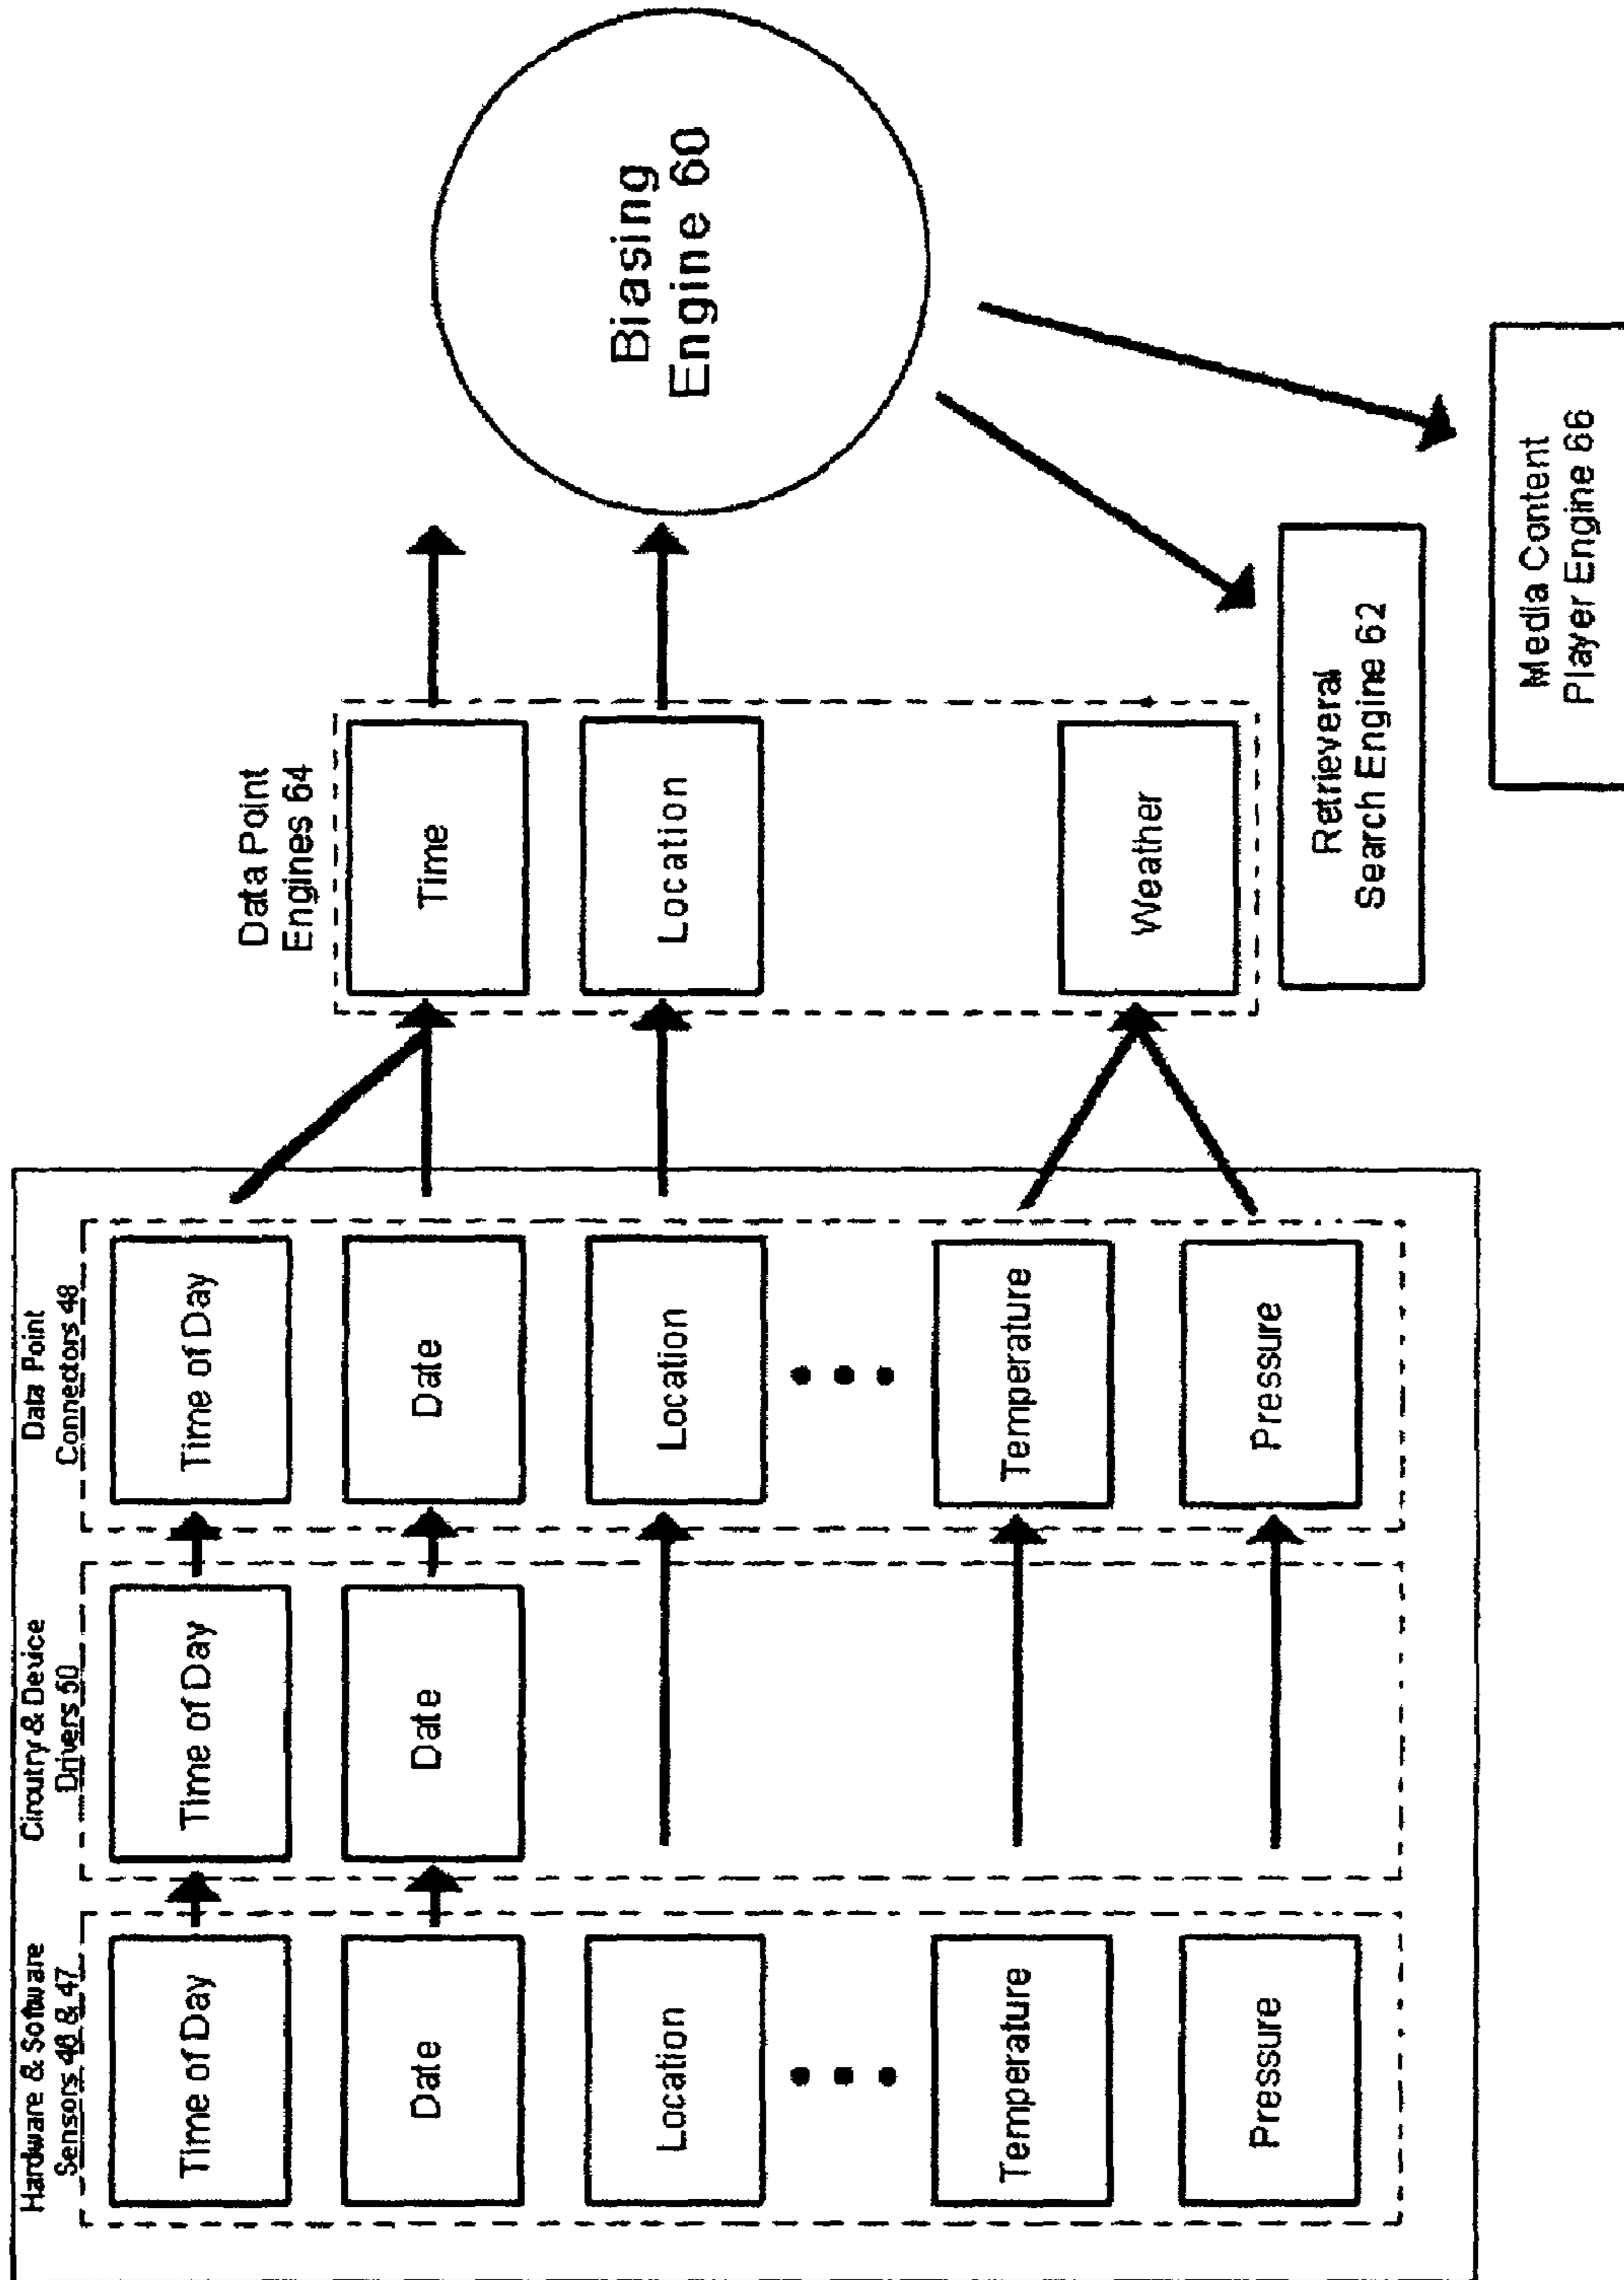 Hardware & Software
Sensors 46 & 47
Time of Day
Date
Location
Temperature
Pressure
Circutry & Device
Drivers 50
Time of Day
Date
Data Point
Connectors 48
Time of Day
Date
Location
Temperature
Pressure
Data Point
Engines 64
Time
Location
Weather
Biasing
Engine 60
Retrieveral
Search Engine 62
Media Content
Player Engine 66